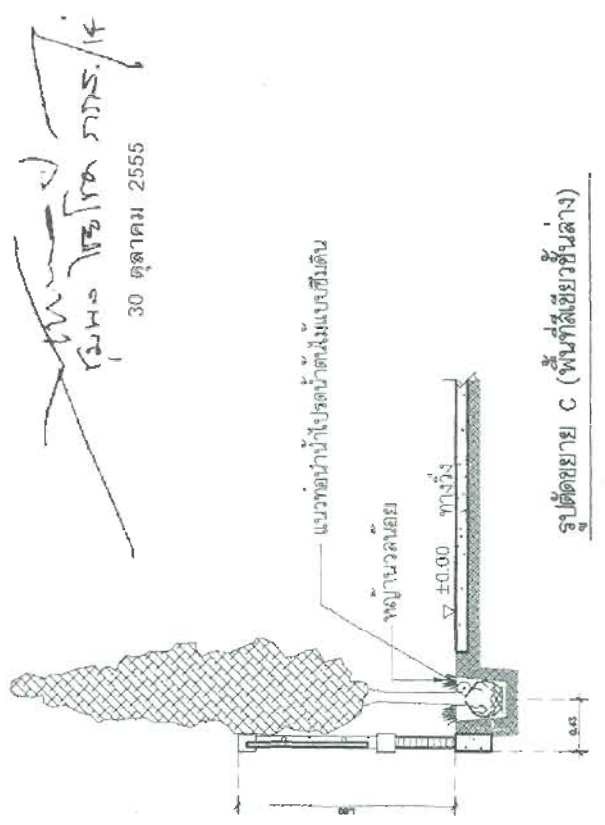 30 ตุลาคม 2555
แนวท่อนำน้ำไปรดน้ำต้นไม้แบบซึมดิน
หญ้านวลน้อย
±0.00 ทางวิ่ง
0.43
รูปตัดขยาย C (พื้นที่สีเขียวชั้นล่าง)